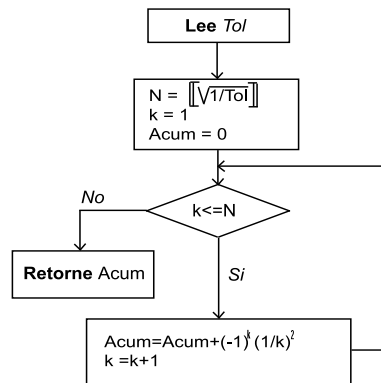 Lee Tol
N = ⟦√1/Tol⟧
k = 1
Acum = 0
k<=N
No
Retorne Acum
Si
Acum=Acum+(-1)^k (1/k)^2
k =k+1